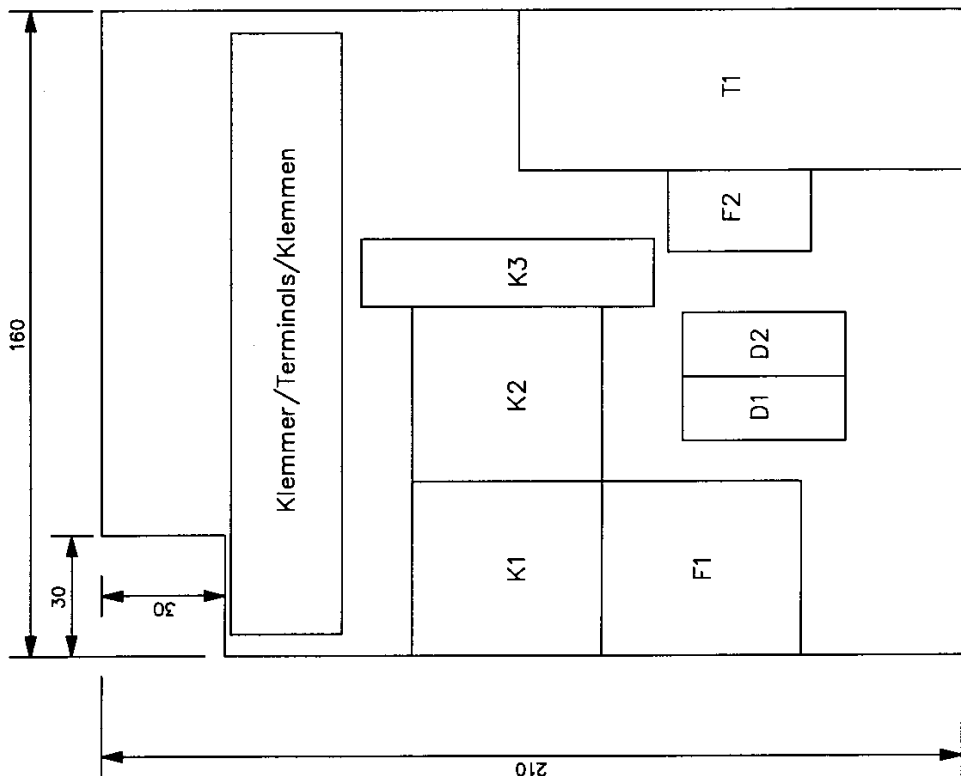 160
30
30
Klemmer/Terminals/Klemmen
210
K1
K2
K3
F1
D1
D2
F2
T1